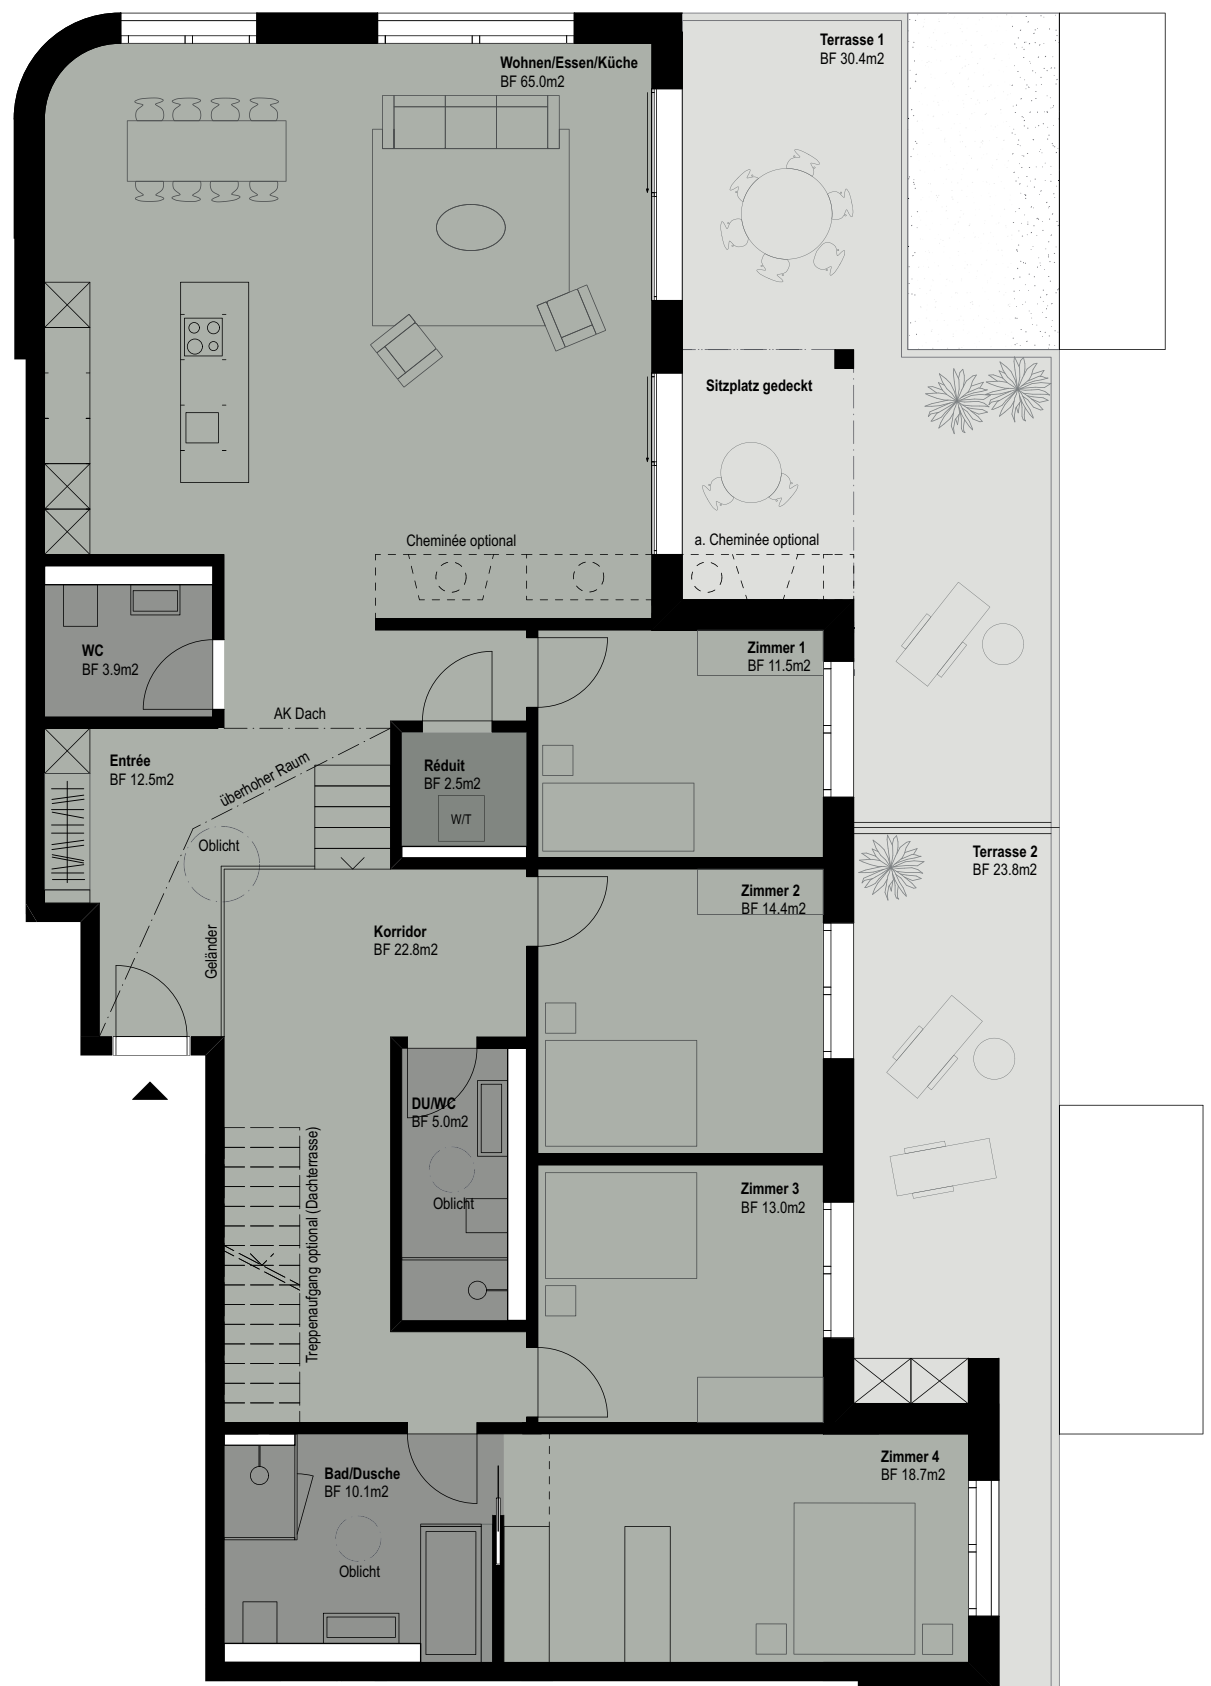 Terrasse 1
BF 30.4m2
Wohnen/Essen/Küche
BF 65.0m2
Sitzplatz gedeckt
Cheminée optional
a. Cheminée optional
WC
BF 3.9m2
Zimmer 1
BF 11.5m2
AK Dach
Entrée
BF 12.5m2
überhoher Raum
Réduit
BF 2.5m2
W/T
Oblicht
Terrasse 2
BF 23.8m2
Zimmer 2
BF 14.4m2
Korridor
BF 22.8m2
Geländer
DU/WC
BF 5.0m2
Oblicht
Treppenaufgang optional (Dachterrasse)
Zimmer 3
BF 13.0m2
Zimmer 4
BF 18.7m2
Bad/Dusche
BF 10.1m2
Oblicht